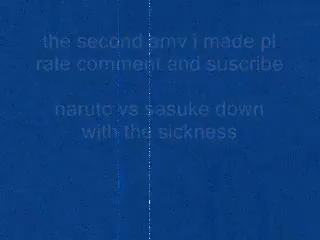 the second amv i made pl
rate comment and suscribe
naruto vs sasuke down
with the sickness